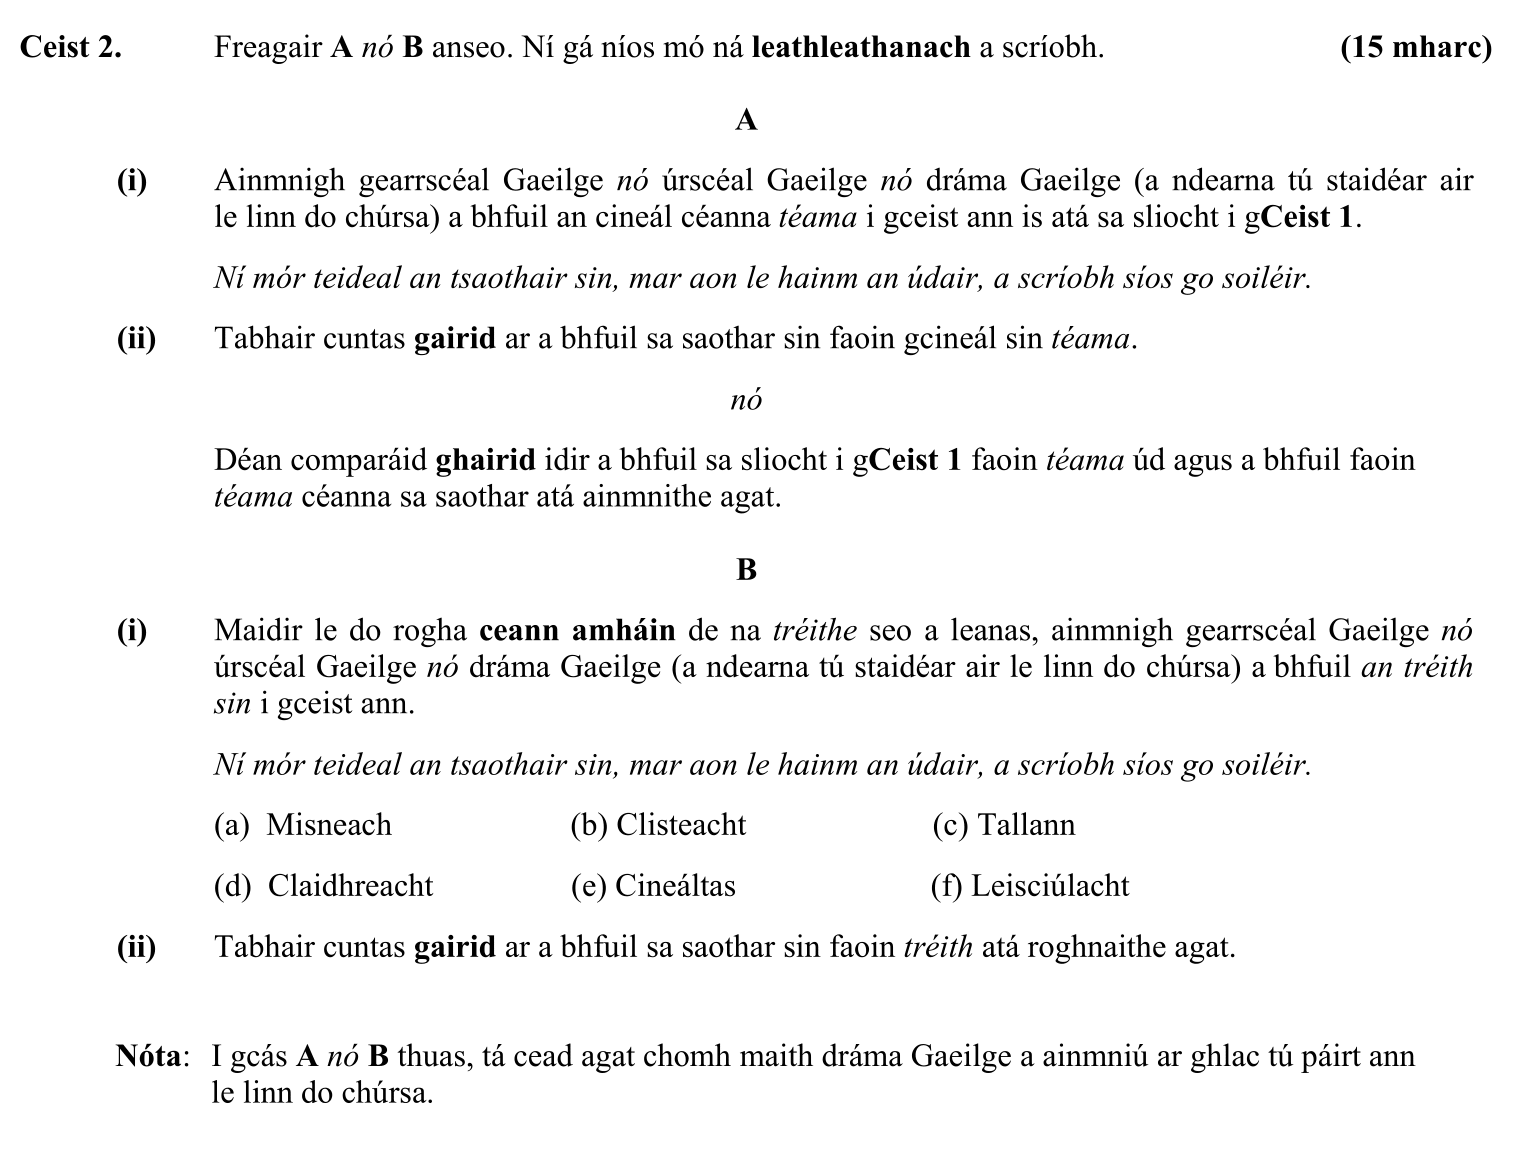 Ceist 2. Freagair A nó B anseo. Ní gá níos mó ná leathleathanach a scríobh. (15 mharc)
A
(i) Ainmnigh gearrscéal Gaeilge nó úrscéal Gaeilge nó dráma Gaeilge (a ndearna tú staidéar air
le linn do chúrsa) a bhfuil an cineál céanna téama i gceist ann is atá sa sliocht i gCeist 1.
Ní mór teideal an tsaothair sin, mar aon le hainm an údair, a scríobh síos go soiléir.
(ii) Tabhair cuntas gairid ar a bhfuil sa saothar sin faoin gcineál sin téama.
nó
Déan comparáid ghairid idir a bhfuil sa sliocht i gCeist 1 faoin téama úd agus a bhfuil faoin
téama céanna sa saothar atá ainmnithe agat.
B
(i) Maidir le do rogha ceann amháin de na tréithe seo a leanas, ainmnigh gearrscéal Gaeilge nó
úrscéal Gaeilge nó dráma Gaeilge (a ndearna tú staidéar air le linn do chúrsa) a bhfuil an tréith
sin i gceist ann.
Ní mór teideal an tsaothair sin, mar aon le hainm an údair, a scríobh síos go soiléir.
(a) Misneach (b) Clisteacht (c) Tallann
(d) Claidhreacht (e) Cineáltas (f) Leisciúlacht
(ii) Tabhair cuntas gairid ar a bhfuil sa saothar sin faoin tréith atá roghnaithe agat.
Nóta: I gcás A nó B thuas, tá cead agat chomh maith dráma Gaeilge a ainmniú ar ghlac tú páirt ann
le linn do chúrsa.